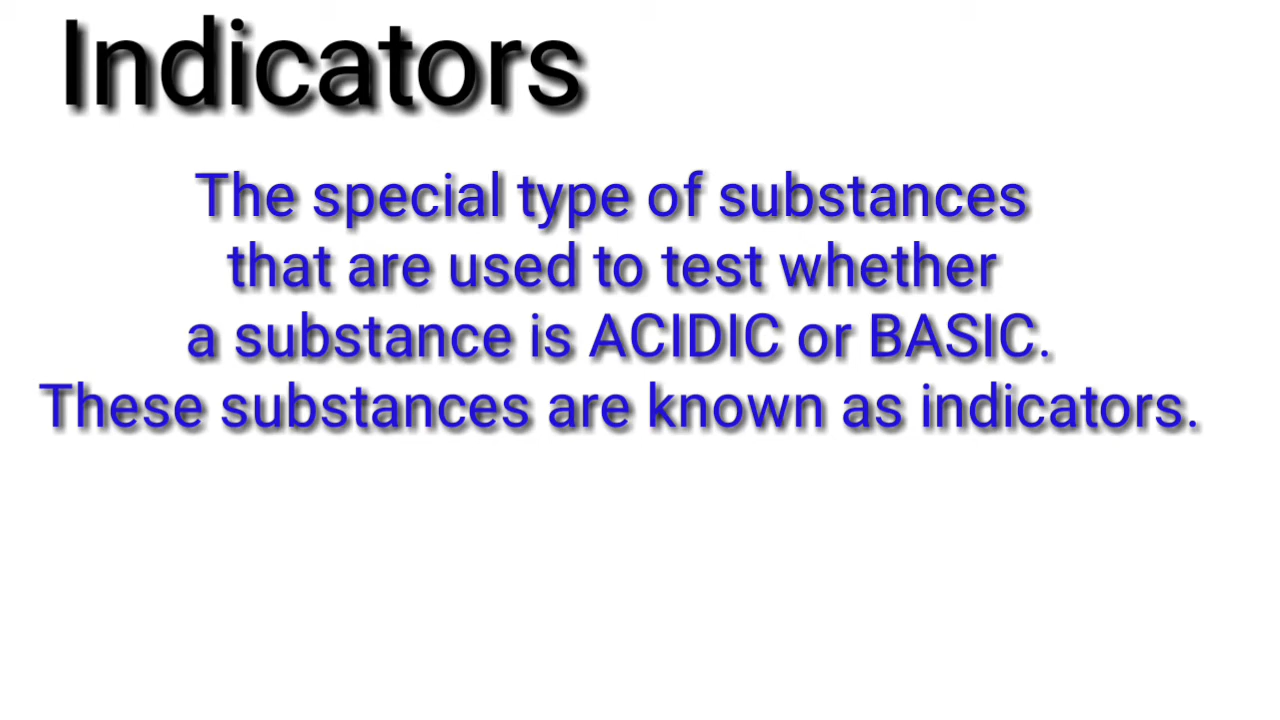 Indicators
The special type of substances
that are used to test whether
a substance is ACIDIC or BASIC.
These substances are known as indicators.